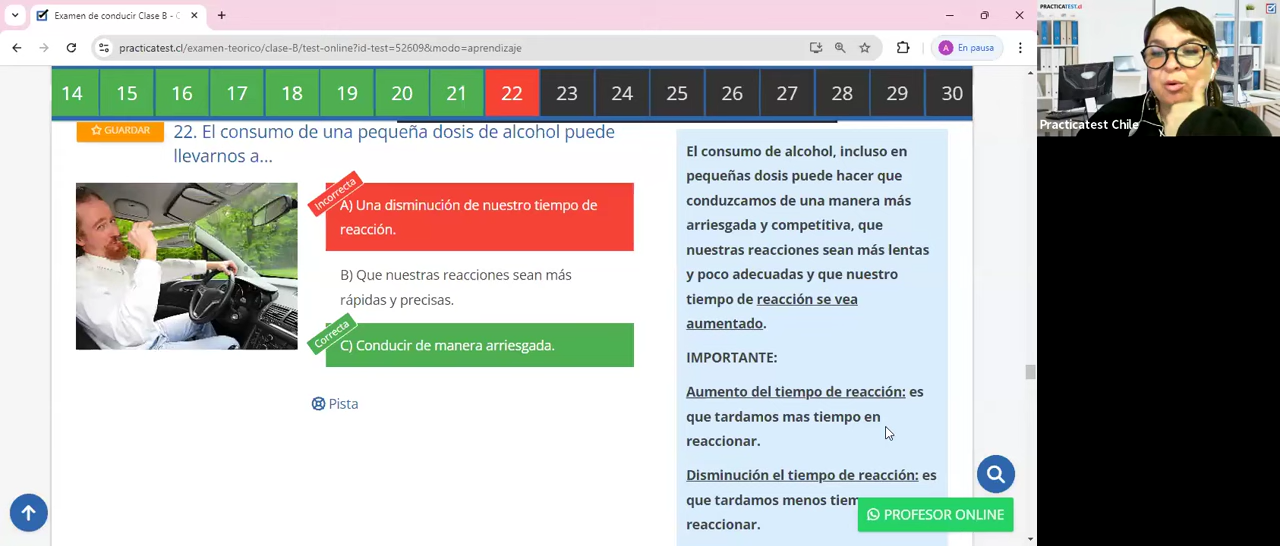 Examen de conducir Clase B - C
practicatest.cl/examen-teorico/clase-B/test-online?id-test=52609&modo=aprendizaje
A
En pausa
PRACTICATEST.cl
Practicatest Chile
14 15 16 17 18 19 20 21 22 23 24 25 26 27 28 29 30
GUARDAR
22. El consumo de una pequeña dosis de alcohol puede
llevarnos a...
Incorrecta
A) Una disminución de nuestro tiempo de
reacción.
B) Que nuestras reacciones sean más
rápidas y precisas.
Correcta
C) Conducir de manera arriesgada.
Pista
El consumo de alcohol, incluso en
pequeñas dosis puede hacer que
conduzcamos de una manera más
arriesgada y competitiva, que
nuestras reacciones sean más lentas
y poco adecuadas y que nuestro
tiempo de reacción se vea
aumentado.
IMPORTANTE:
Aumento del tiempo de reacción: es
que tardamos mas tiempo en
reaccionar.
Disminución el tiempo de reacción: es
que tardamos menos
reaccionar.
PROFESOR ONLINE